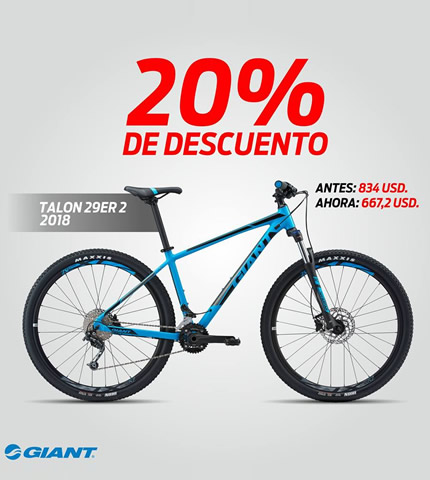 20%
DE DESCUENTO
TALON 29ER 2
2018
ANTES: 834 USD.
AHORA: 667,2 USD.
MAXXIS
MAXXIS
GIANT
GIANT